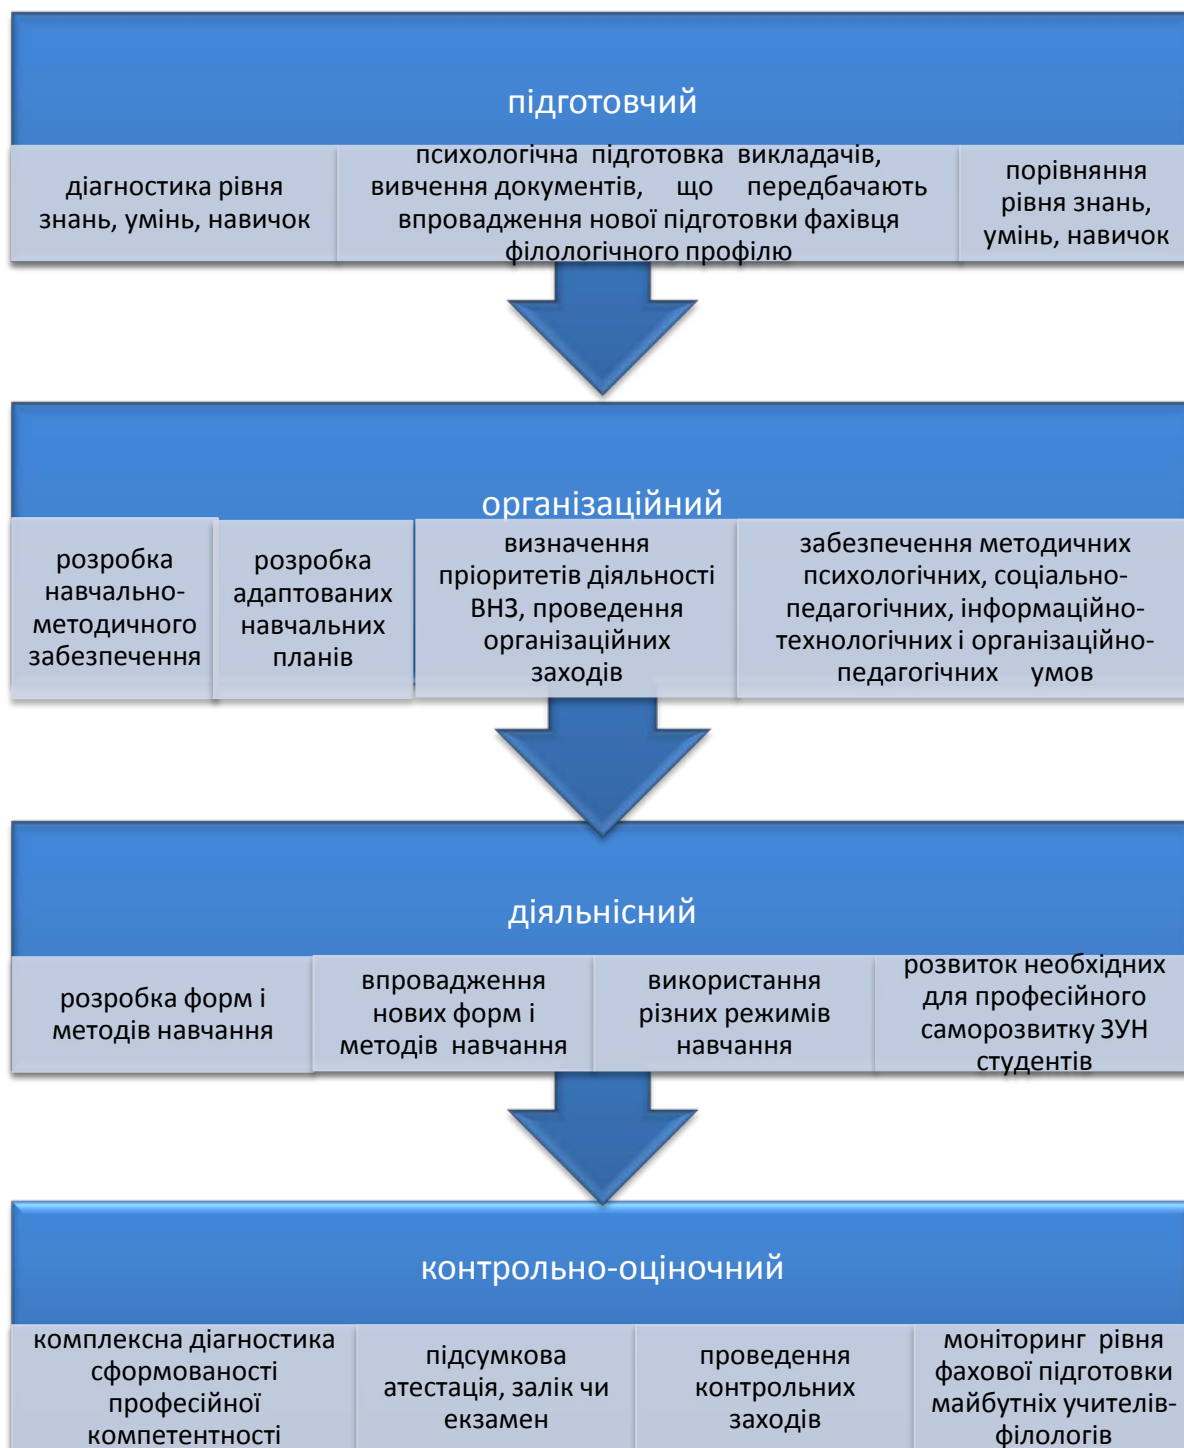 підготовчий
діагностика рівня
знань, умінь, навичок
психологічна підготовка викладачів,
вивчення документів, що передбачають
впровадження нової підготовки фахівця
філологічного профілю
порівняння
рівня знань,
умінь, навичок
організаційний
розробка
навчально-
методичного
забезпечення
розробка
адаптованих
навчальних
планів
визначення
пріоритетів діяльності
ВНЗ, проведення
організаційних
заходів
забезпечення методичних
психологічних, соціально-
педагогічних, інформаційно-
технологічних і організаційно-
педагогічних умов
діяльнісний
розробка форм і
методів навчання
впровадження
нових форм і
методів навчання
використання
різних режимів
навчання
розвиток необхідних
для професійного
саморозвитку ЗУН
студентів
контрольно-оціночний
комплексна діагностика
сформованості
професійної
компетентності
підсумкова
атестація, залік чи
екзамен
проведення
контрольних
заходів
моніторинг рівня
фахової підготовки
майбутніх учителів-
філологів